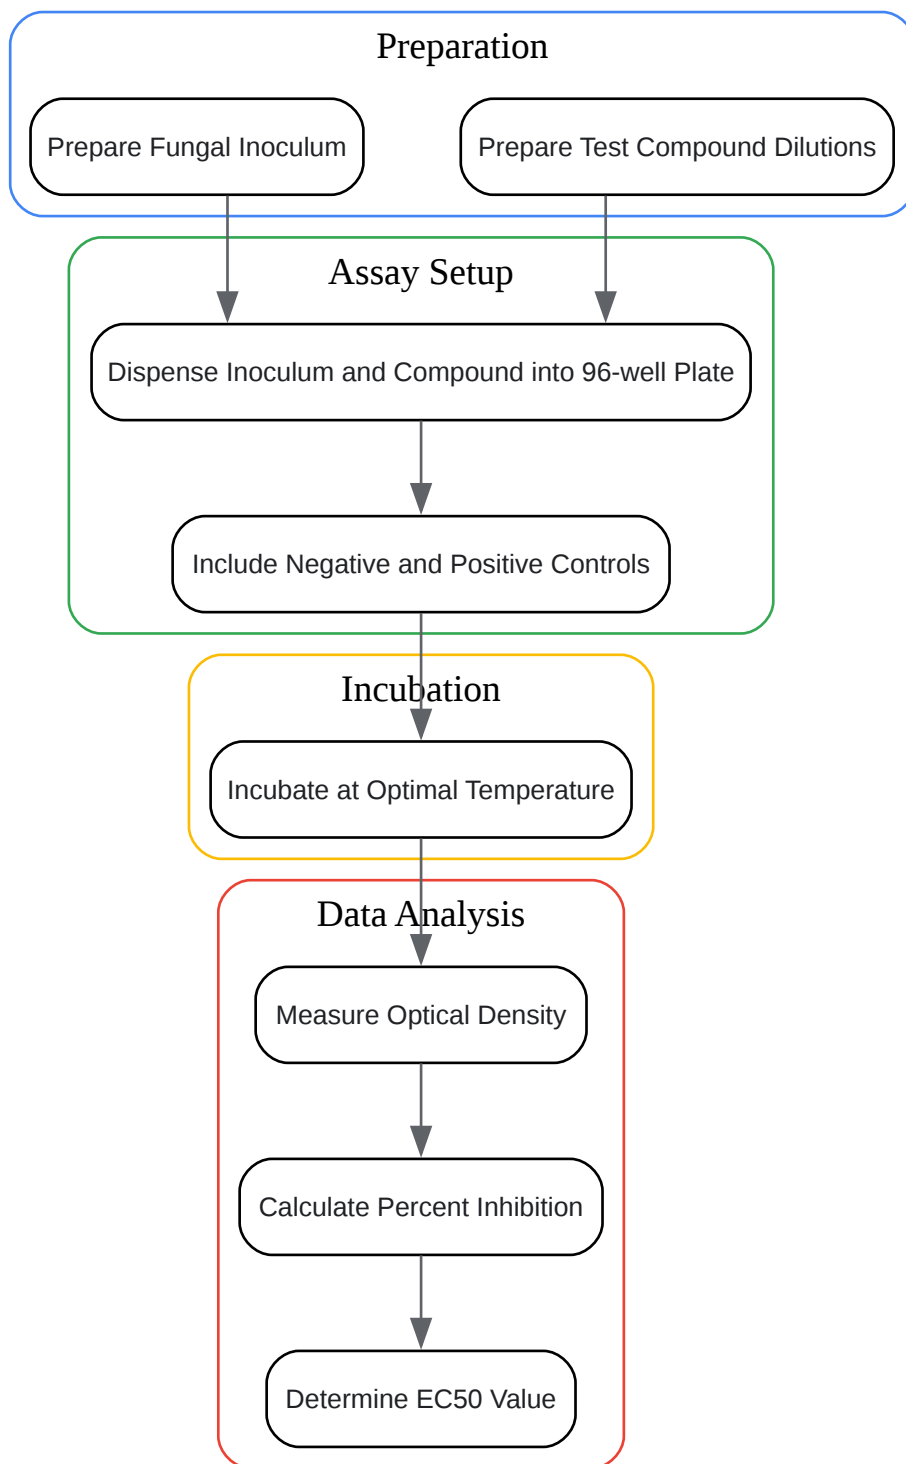 Preparation
Prepare Fungal Inoculum
Prepare Test Compound Dilutions
Assay Setup
Dispense Inoculum and Compound into 96-well Plate
Include Negative and Positive Controls
Incubation
Incubate at Optimal Temperature
Data Analysis
Measure Optical Density
Calculate Percent Inhibition
Determine EC50 Value